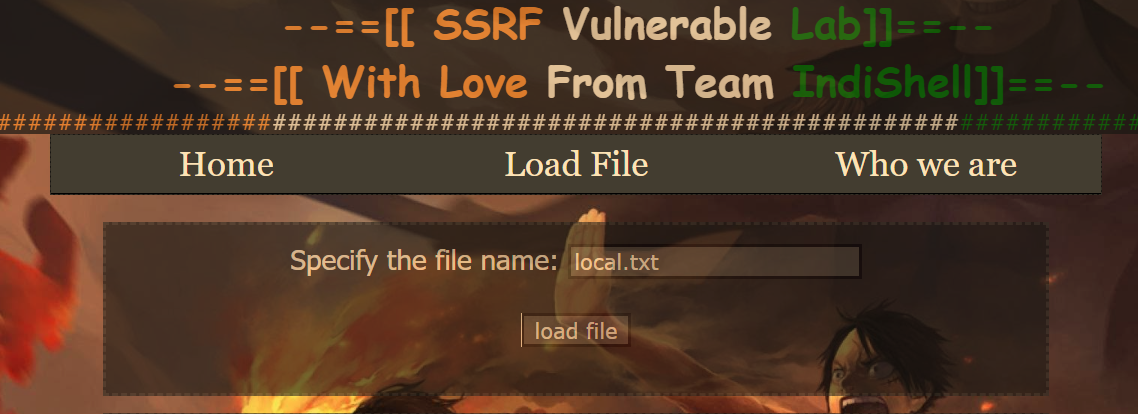 --==[[ SSRF Vulnerable Lab]]==--
--==[[ With Love From Team IndiShell]]==--
###########################################################################
Home Load File Who we are
Specify the file name: local.txt
load file